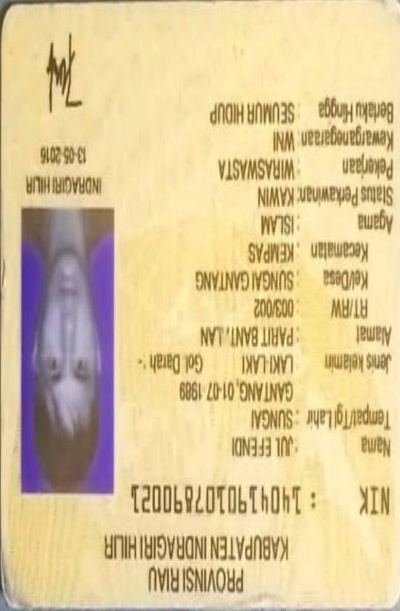 PROVINSI RIAU
KABUPATEN INDRAGIRI HILIR
NIK : 1404190107890021
Nama : JUL EFENDI
Tempat/Tgl Lahir : SUNGAI
GANTANG, 01-07-1989
Jenis kelamin : LAKI-LAKI Gol. Darah : -
Alamat : PARIT BANT. LAN.
RT/RW : 003/002
Kel/Desa : SUNGAI GANTANG
Kecamatan : KEMPAS
Agama : ISLAM
Status Perkawinan: KAWIN
Pekerjaan : WIRASWASTA
Kewarganegaraan: WNI
Berlaku Hingga : SEUMUR HIDUP
INDRAGIRI HILIR
13-05-2016